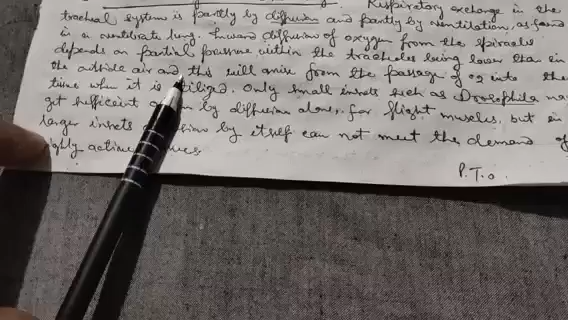 Respiratory exchange in the
tracheal system is partly by diffusion and partly by ventilation, as found
in a vertebrate lung. Inward diffusion of oxygen from the spiracles
depends on partial pressure within the tracheoles being lower than in
the outside air and this will arise from the passage of O2 into the
tissue when it is utilized. Only small insects such as Drosophila
get sufficient by diffusion alone, for flight muscles, but in
larger insects by itself can not meet the demand of
active
P.T.O.